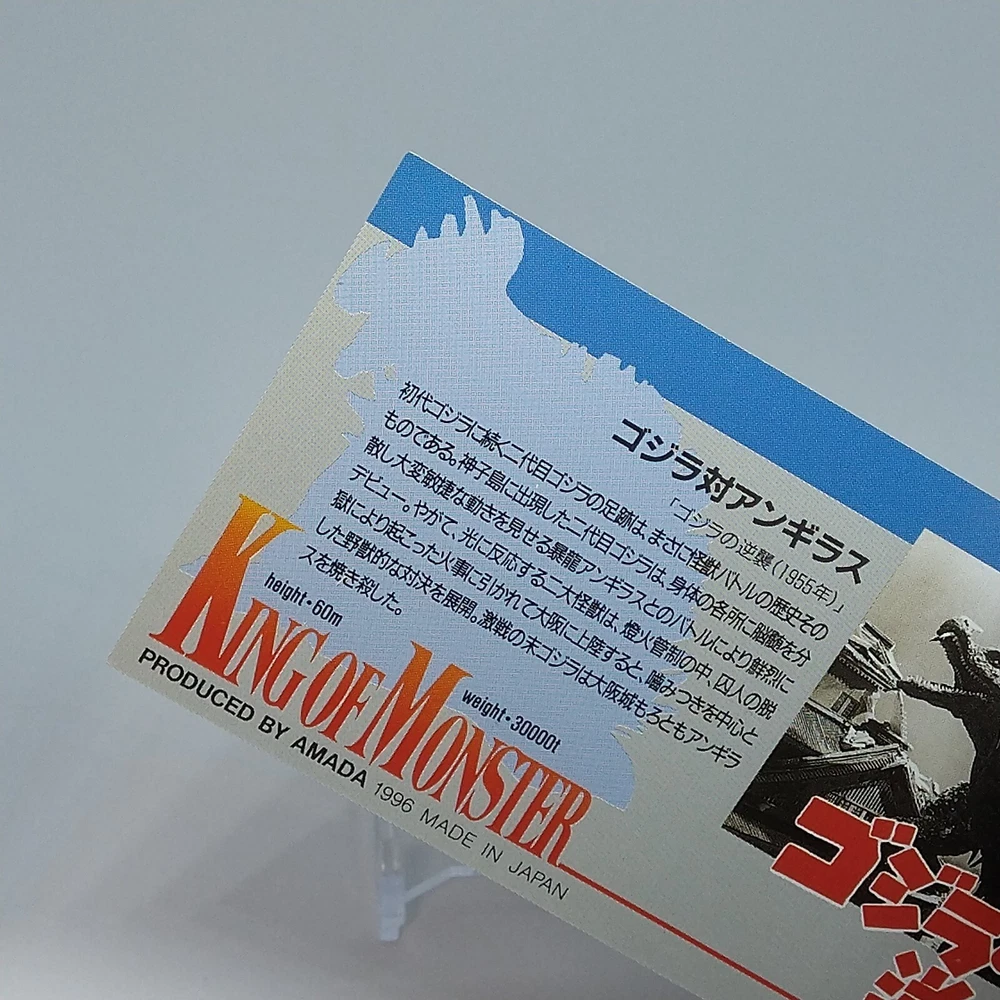 ゴジラ対アンギラス
「ゴジラの逆襲(1955年)」
初代ゴジラに続く二代目ゴジラの足跡は、まさに怪獣バトルの歴史その
ものである。神子島に出現した二代目ゴジラは、身体の各所に脳髄を分
散し大変敏捷な動きを見せる暴龍アンギラスとのバトルにより鮮烈に
デビュー。やがて、光に反応する二大怪獣は、燈火管制の中、囚人の脱
獄により起こった火事に引かれて大阪に上陸すると、噛みつきを中心と
した野獣的な対決を展開。激戦の末ゴジラは大阪城もろともアンギラ
スを焼き殺した。
height・60m
weight・30000t
KING OF MONSTER
PRODUCED BY AMADA 1996 MADE IN JAPAN
ゴジラ